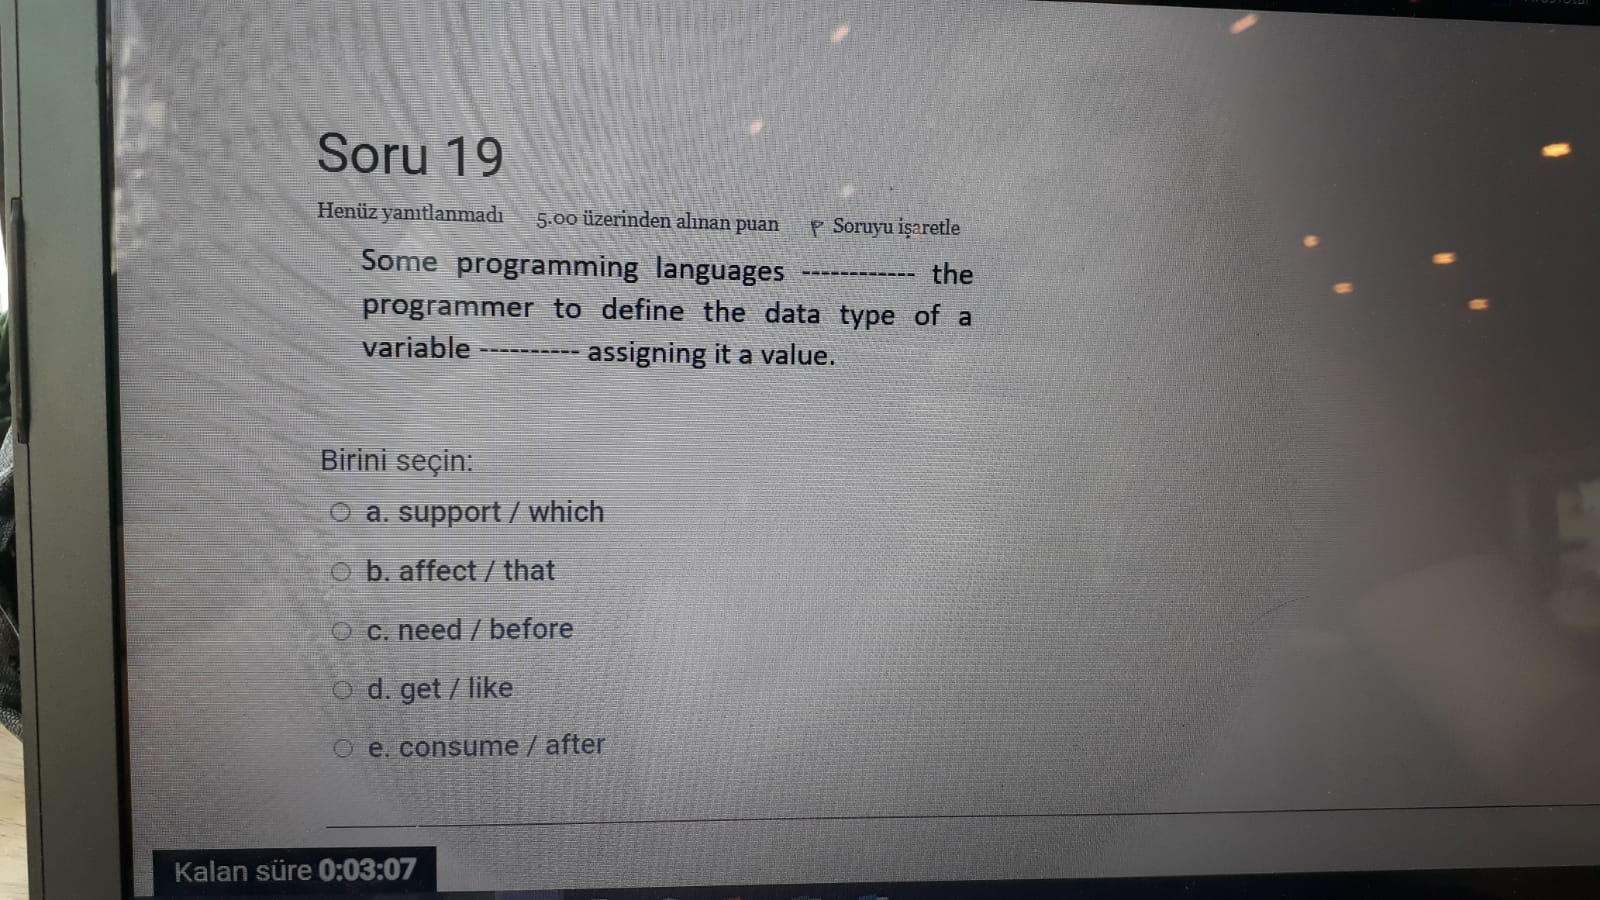 Soru 19
Henüz yanıtlanmadı 5.00 üzerinden alınan puan Soruyu işaretle
Some programming languages ------------ the
programmer to define the data type of a
variable ---------- assigning it a value.
Birini seçin:
a. support / which
b. affect / that
c. need / before
d. get / like
e. consume / after
Kalan süre 0:03:07